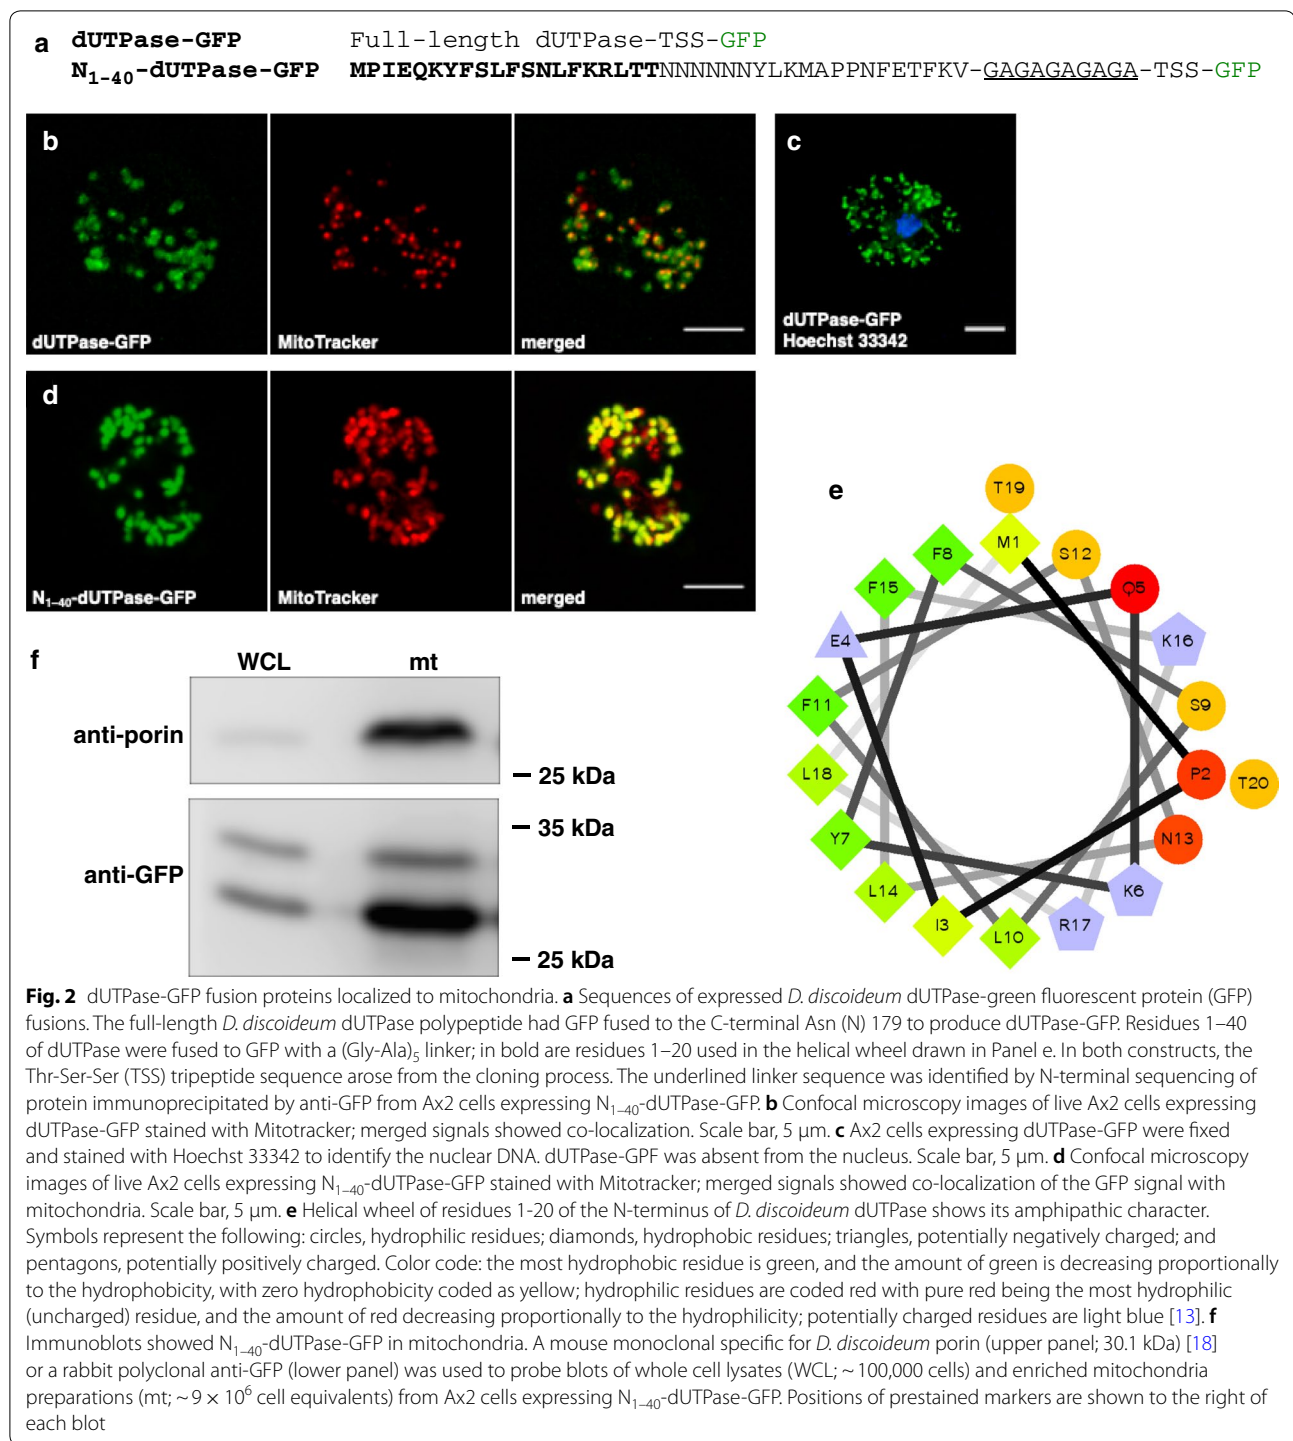 a dUTPase-GFP Full-length dUTPase-TSS-GFP
N1-40-dUTPase-GFP MPIEQKYFSLFSNLFKRLTTNNNNNNYLKMAPPNFETFKV-GAGAGAGAGA-TSS-GFP
b
c
dUTPase-GFP
MitoTracker
merged
dUTPase-GFP
Hoechst 33342
d
N1–40-dUTPase-GFP
MitoTracker
merged
e
T19
M1
F8
S12
F15
Q5
E4
K16
F11
S9
L18
P2
T20
Y7
N13
L14
K6
I3
L10
R17
f
WCL mt
anti-porin
25 kDa
35 kDa
anti-GFP
25 kDa
Fig. 2 dUTPase-GFP fusion proteins localized to mitochondria. a Sequences of expressed D. discoideum dUTPase-green fluorescent protein (GFP)
fusions. The full-length D. discoideum dUTPase polypeptide had GFP fused to the C-terminal Asn (N) 179 to produce dUTPase-GFP. Residues 1–40
of dUTPase were fused to GFP with a (Gly-Ala)5 linker; in bold are residues 1–20 used in the helical wheel drawn in Panel e. In both constructs, the
Thr-Ser-Ser (TSS) tripeptide sequence arose from the cloning process. The underlined linker sequence was identified by N-terminal sequencing of
protein immunoprecipitated by anti-GFP from Ax2 cells expressing N1–40-dUTPase-GFP. b Confocal microscopy images of live Ax2 cells expressing
dUTPase-GFP stained with Mitotracker; merged signals showed co-localization. Scale bar, 5 µm. c Ax2 cells expressing dUTPase-GFP were fixed
and stained with Hoechst 33342 to identify the nuclear DNA. dUTPase-GPF was absent from the nucleus. Scale bar, 5 µm. d Confocal microscopy
images of live Ax2 cells expressing N1–40-dUTPase-GFP stained with Mitotracker; merged signals showed co-localization of the GFP signal with
mitochondria. Scale bar, 5 µm. e Helical wheel of residues 1-20 of the N-terminus of D. discoideum dUTPase shows its amphipathic character.
Symbols represent the following: circles, hydrophilic residues; diamonds, hydrophobic residues; triangles, potentially negatively charged; and
pentagons, potentially positively charged. Color code: the most hydrophobic residue is green, and the amount of green is decreasing proportionally
to the hydrophobicity, with zero hydrophobicity coded as yellow; hydrophilic residues are coded red with pure red being the most hydrophilic
(uncharged) residue, and the amount of red decreasing proportionally to the hydrophilicity; potentially charged residues are light blue [13]. f
Immunoblots showed N1–40-dUTPase-GFP in mitochondria. A mouse monoclonal specific for D. discoideum porin (upper panel; 30.1 kDa) [18]
or a rabbit polyclonal anti-GFP (lower panel) was used to probe blots of whole cell lysates (WCL; ~ 100,000 cells) and enriched mitochondria
preparations (mt; ~ 9 × 10⁶ cell equivalents) from Ax2 cells expressing N1–40-dUTPase-GFP. Positions of prestained markers are shown to the right of
each blot